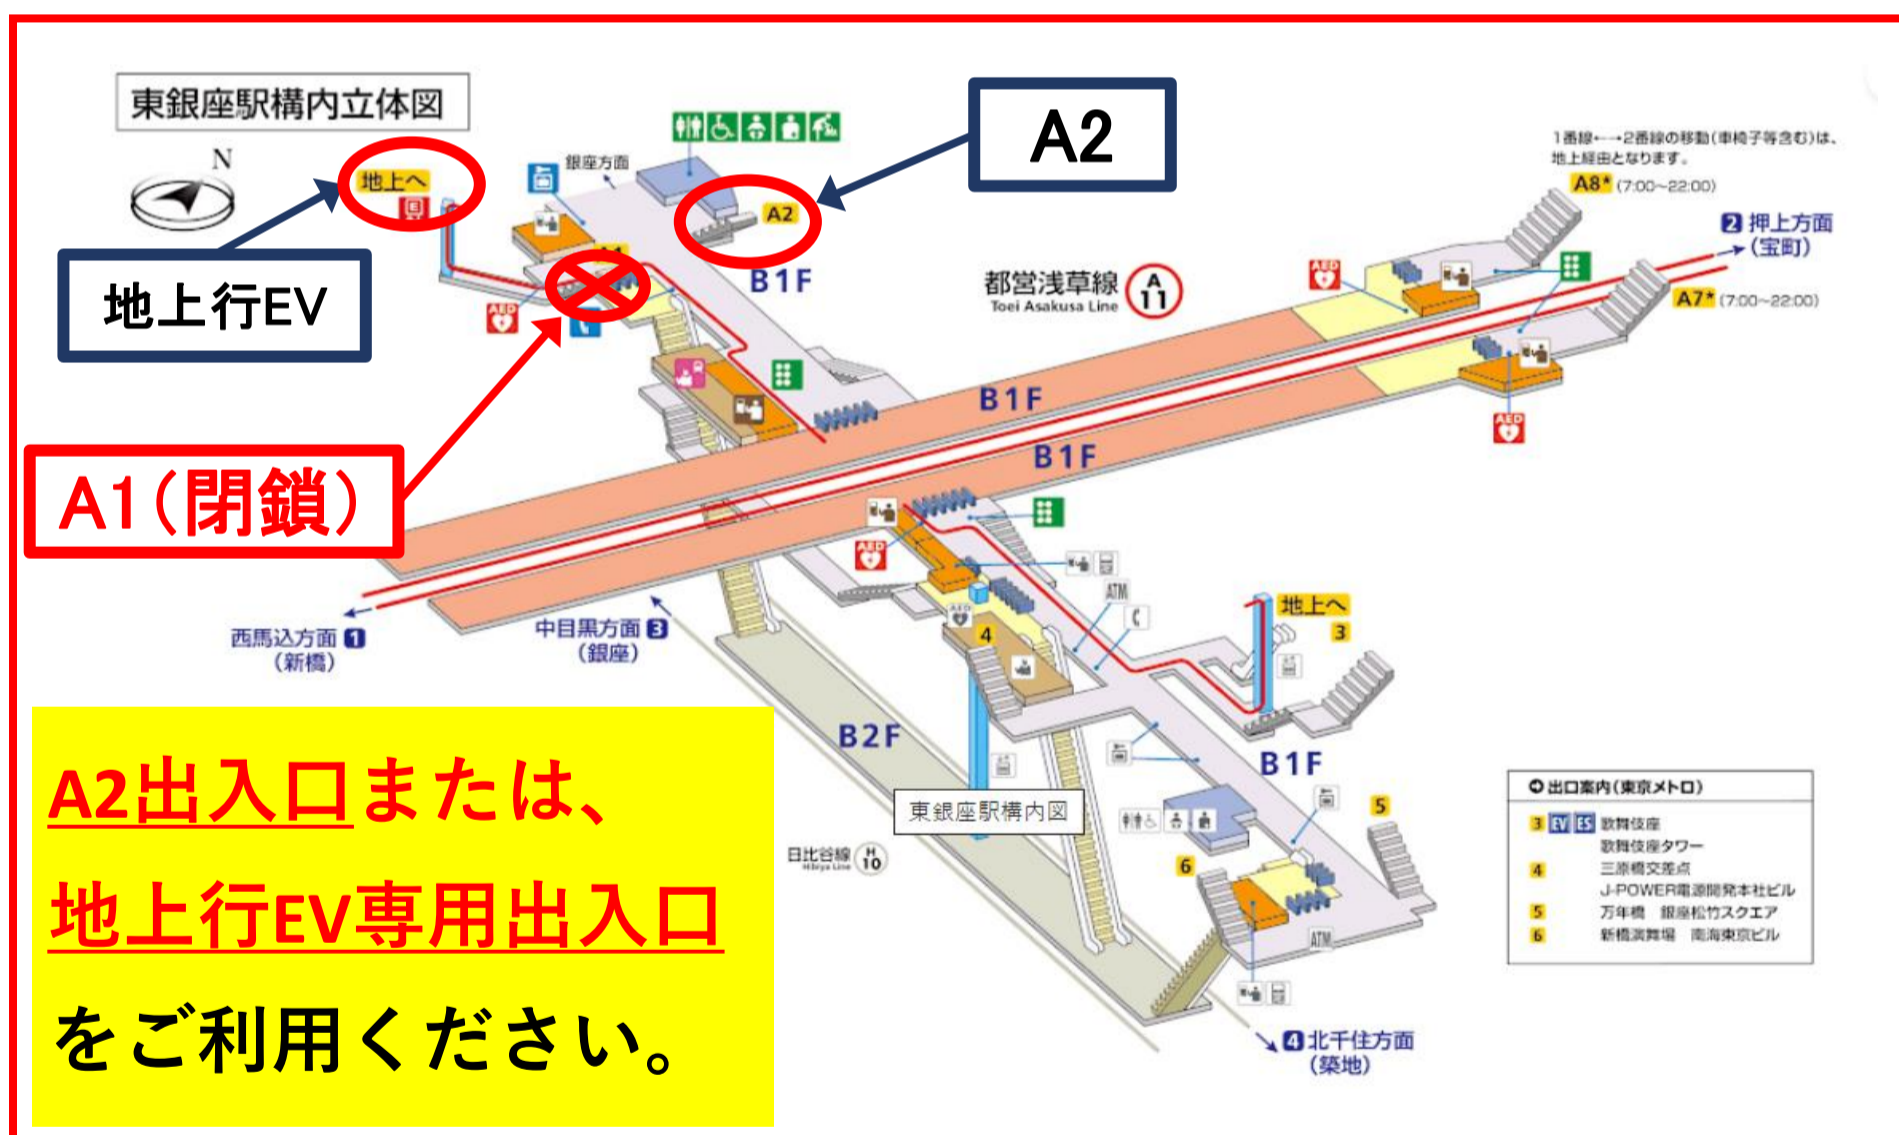 東銀座駅構内立体図
N
地上へ
銀座方面
A2
A2
B1F
地上行EV
A1(閉鎖)
都営浅草線
Toei Asakusa Line
A
11
1番線←→2番線の移動(車椅子等含む)は、
地上経由となります。
A8* (7:00~22:00)
2 押上方面
(宝町)
A7* (7:00~22:00)
AED
AED
AED
B1F
B1F
AED
西馬込方面 1
(新橋)
中目黒方面 3
(銀座)
AED
4
ATM
地上へ
3
B2F
B1F
東銀座駅構内図
日比谷線
Hibiya Line
H
10
5
6
ATM
4 北千住方面
(築地)
出口案内(東京メトロ)
3 EV ES 歌舞伎座
歌舞伎座タワー
4 三原橋交差点
J-POWER電源開発本社ビル
5 万年橋 銀座松竹スクエア
6 新橋演舞場 南海東京ビル
A2出入口または、
地上行EV専用出入口
をご利用ください。